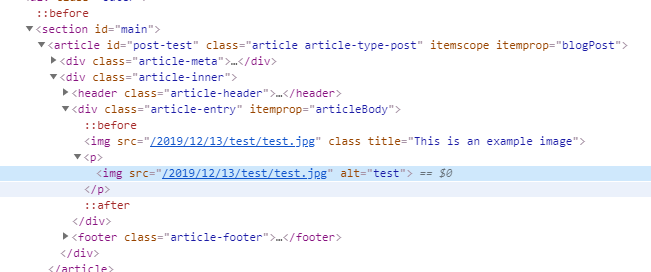 ::before
▼<section id="main">
▼<article id="post-test" class="article article-type-post" itemscope itemprop="blogPost">
▶<div class="article-meta">…</div>
▼<div class="article-inner">
▶<header class="article-header">…</header>
▼<div class="article-entry" itemprop="articleBody">
::before
<img src="/2019/12/13/test/test.jpg" class title="This is an example image">
▼<p>
<img src="/2019/12/13/test/test.jpg" alt="test"> == $0
</p>
::after
</div>
▶<footer class="article-footer">…</footer>
</div>
</article>